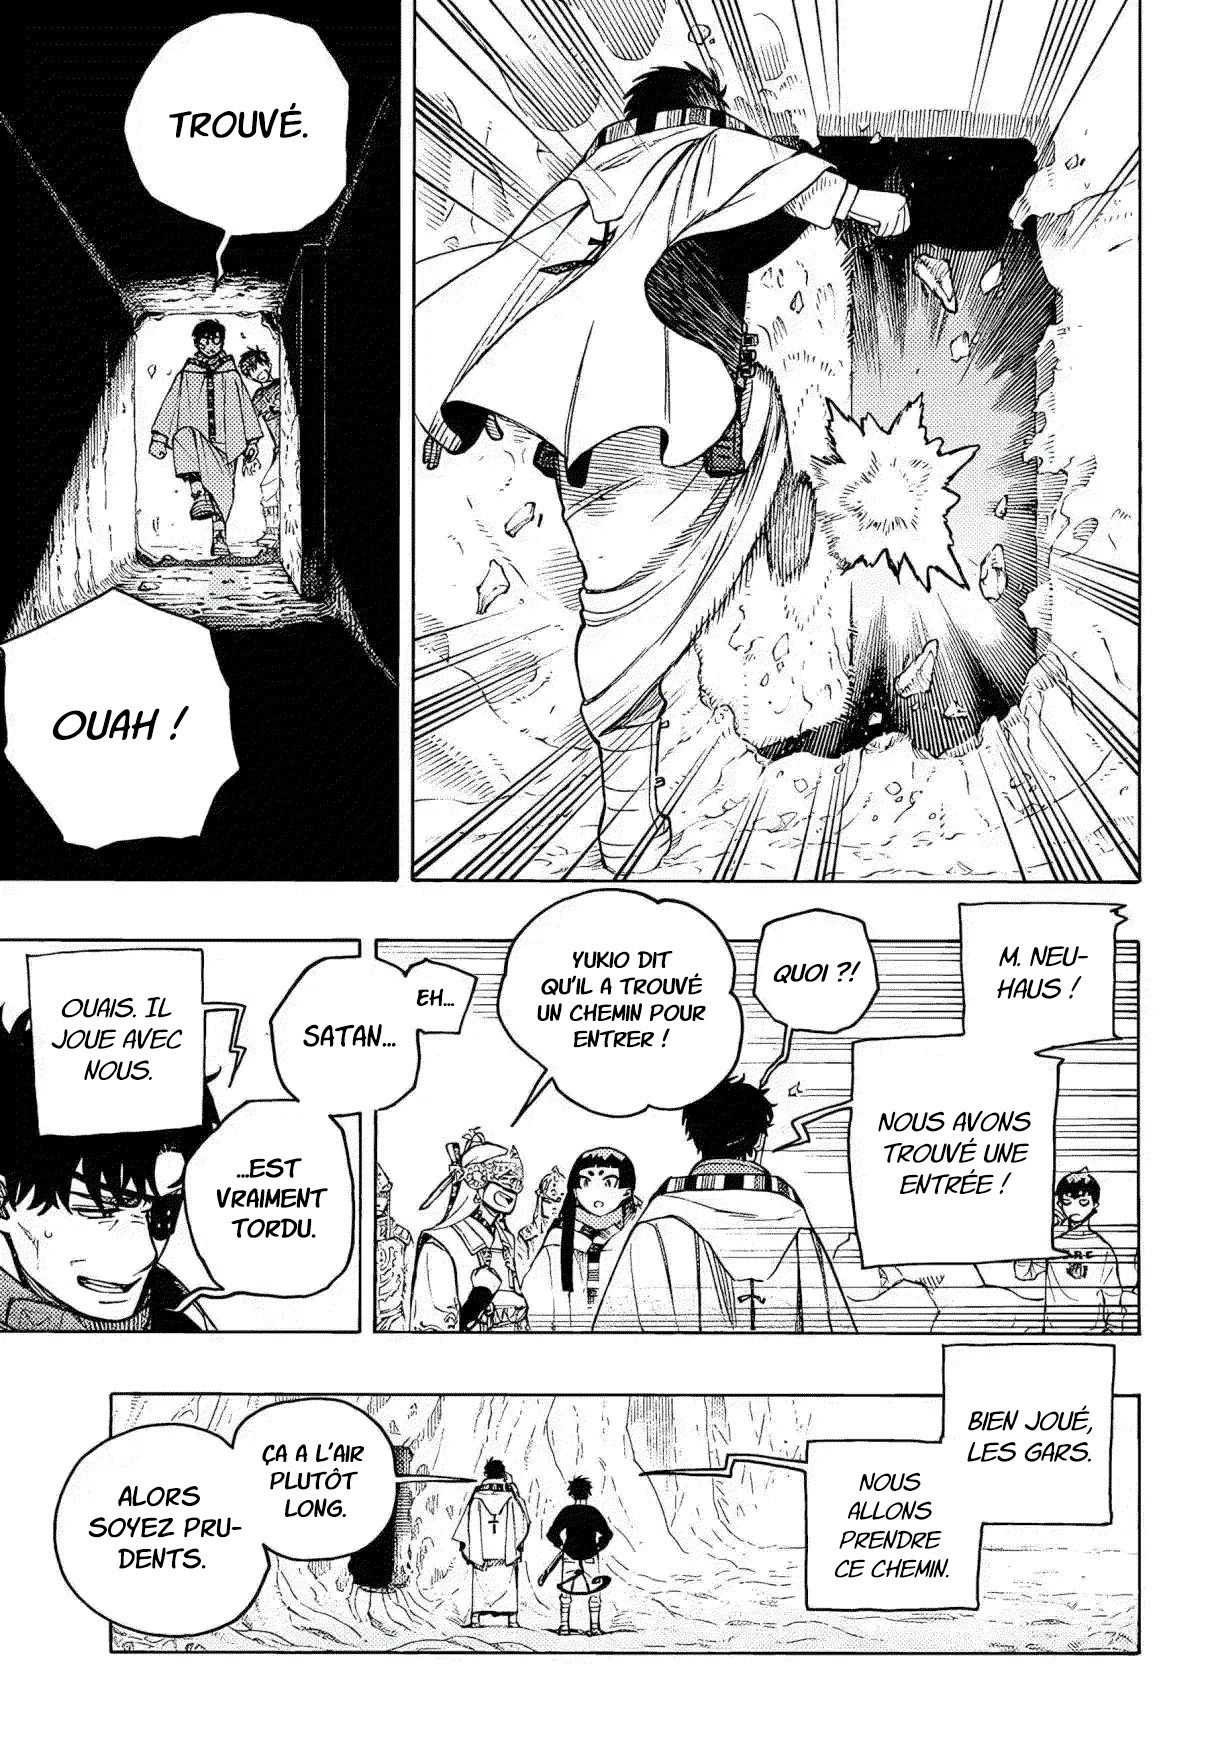 TROUVÉ.
OUAH !
M. NEU-
HAUS !
NOUS AVONS
TROUVÉ UNE
ENTRÉE !
QUOI ?!
YUKIO DIT
QU'IL A TROUVÉ
UN CHEMIN POUR
ENTRER !
EH...
SATAN...
...EST
VRAIMENT
TORDU.
OUAIS. IL
JOUE AVEC
NOUS.
BIEN JOUÉ,
LES GARS.
NOUS
ALLONS
PRENDRE
CE CHEMIN.
ÇA A L'AIR
PLUTÔT
LONG.
ALORS
SOYEZ PRU-
DENTS.